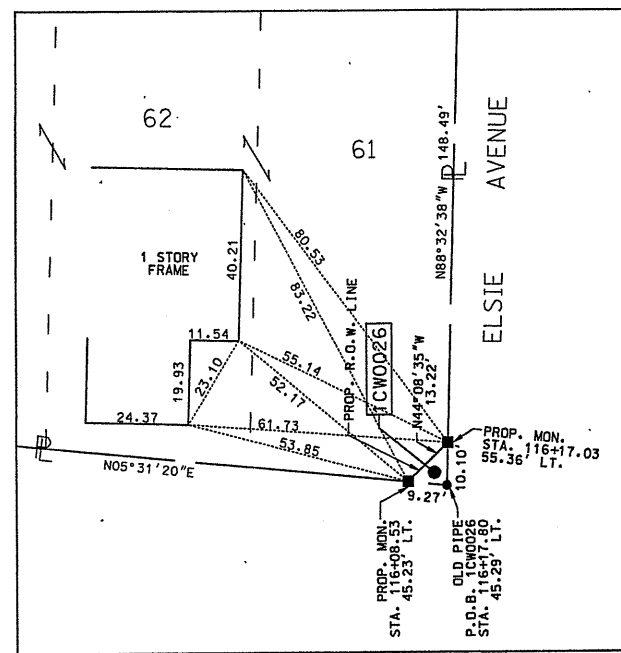 62
61
ELSIE AVENUE
N88°32'38"W 148.49'
PL
1 STORY
FRAME
40.21
80.53
83.22
PROP. R.O.W. LINE
1CW0026
N44°08'35"W
13.22'
11.54
19.93
23.10
55.14
52.17
24.37
61.73
53.85
PL
N05°31'20"E
PROP. MON.
STA. 116+17.03
55.36' LT.
10.10'
9.27'
PROP. MON.
STA. 116+08.53
45.23' LT.
OLD PIPE
P.O.B. 1CW0026
STA. 116+17.80
45.29' LT.